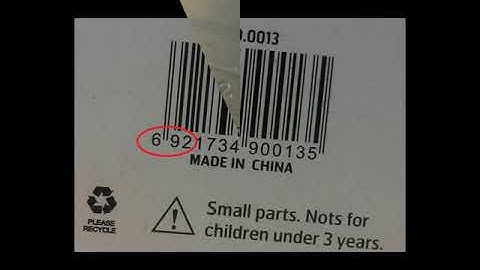 .0013
6 921734 900135
MADE IN CHINA
PLEASE
RECYCLE
Small parts. Nots for
children under 3 years.